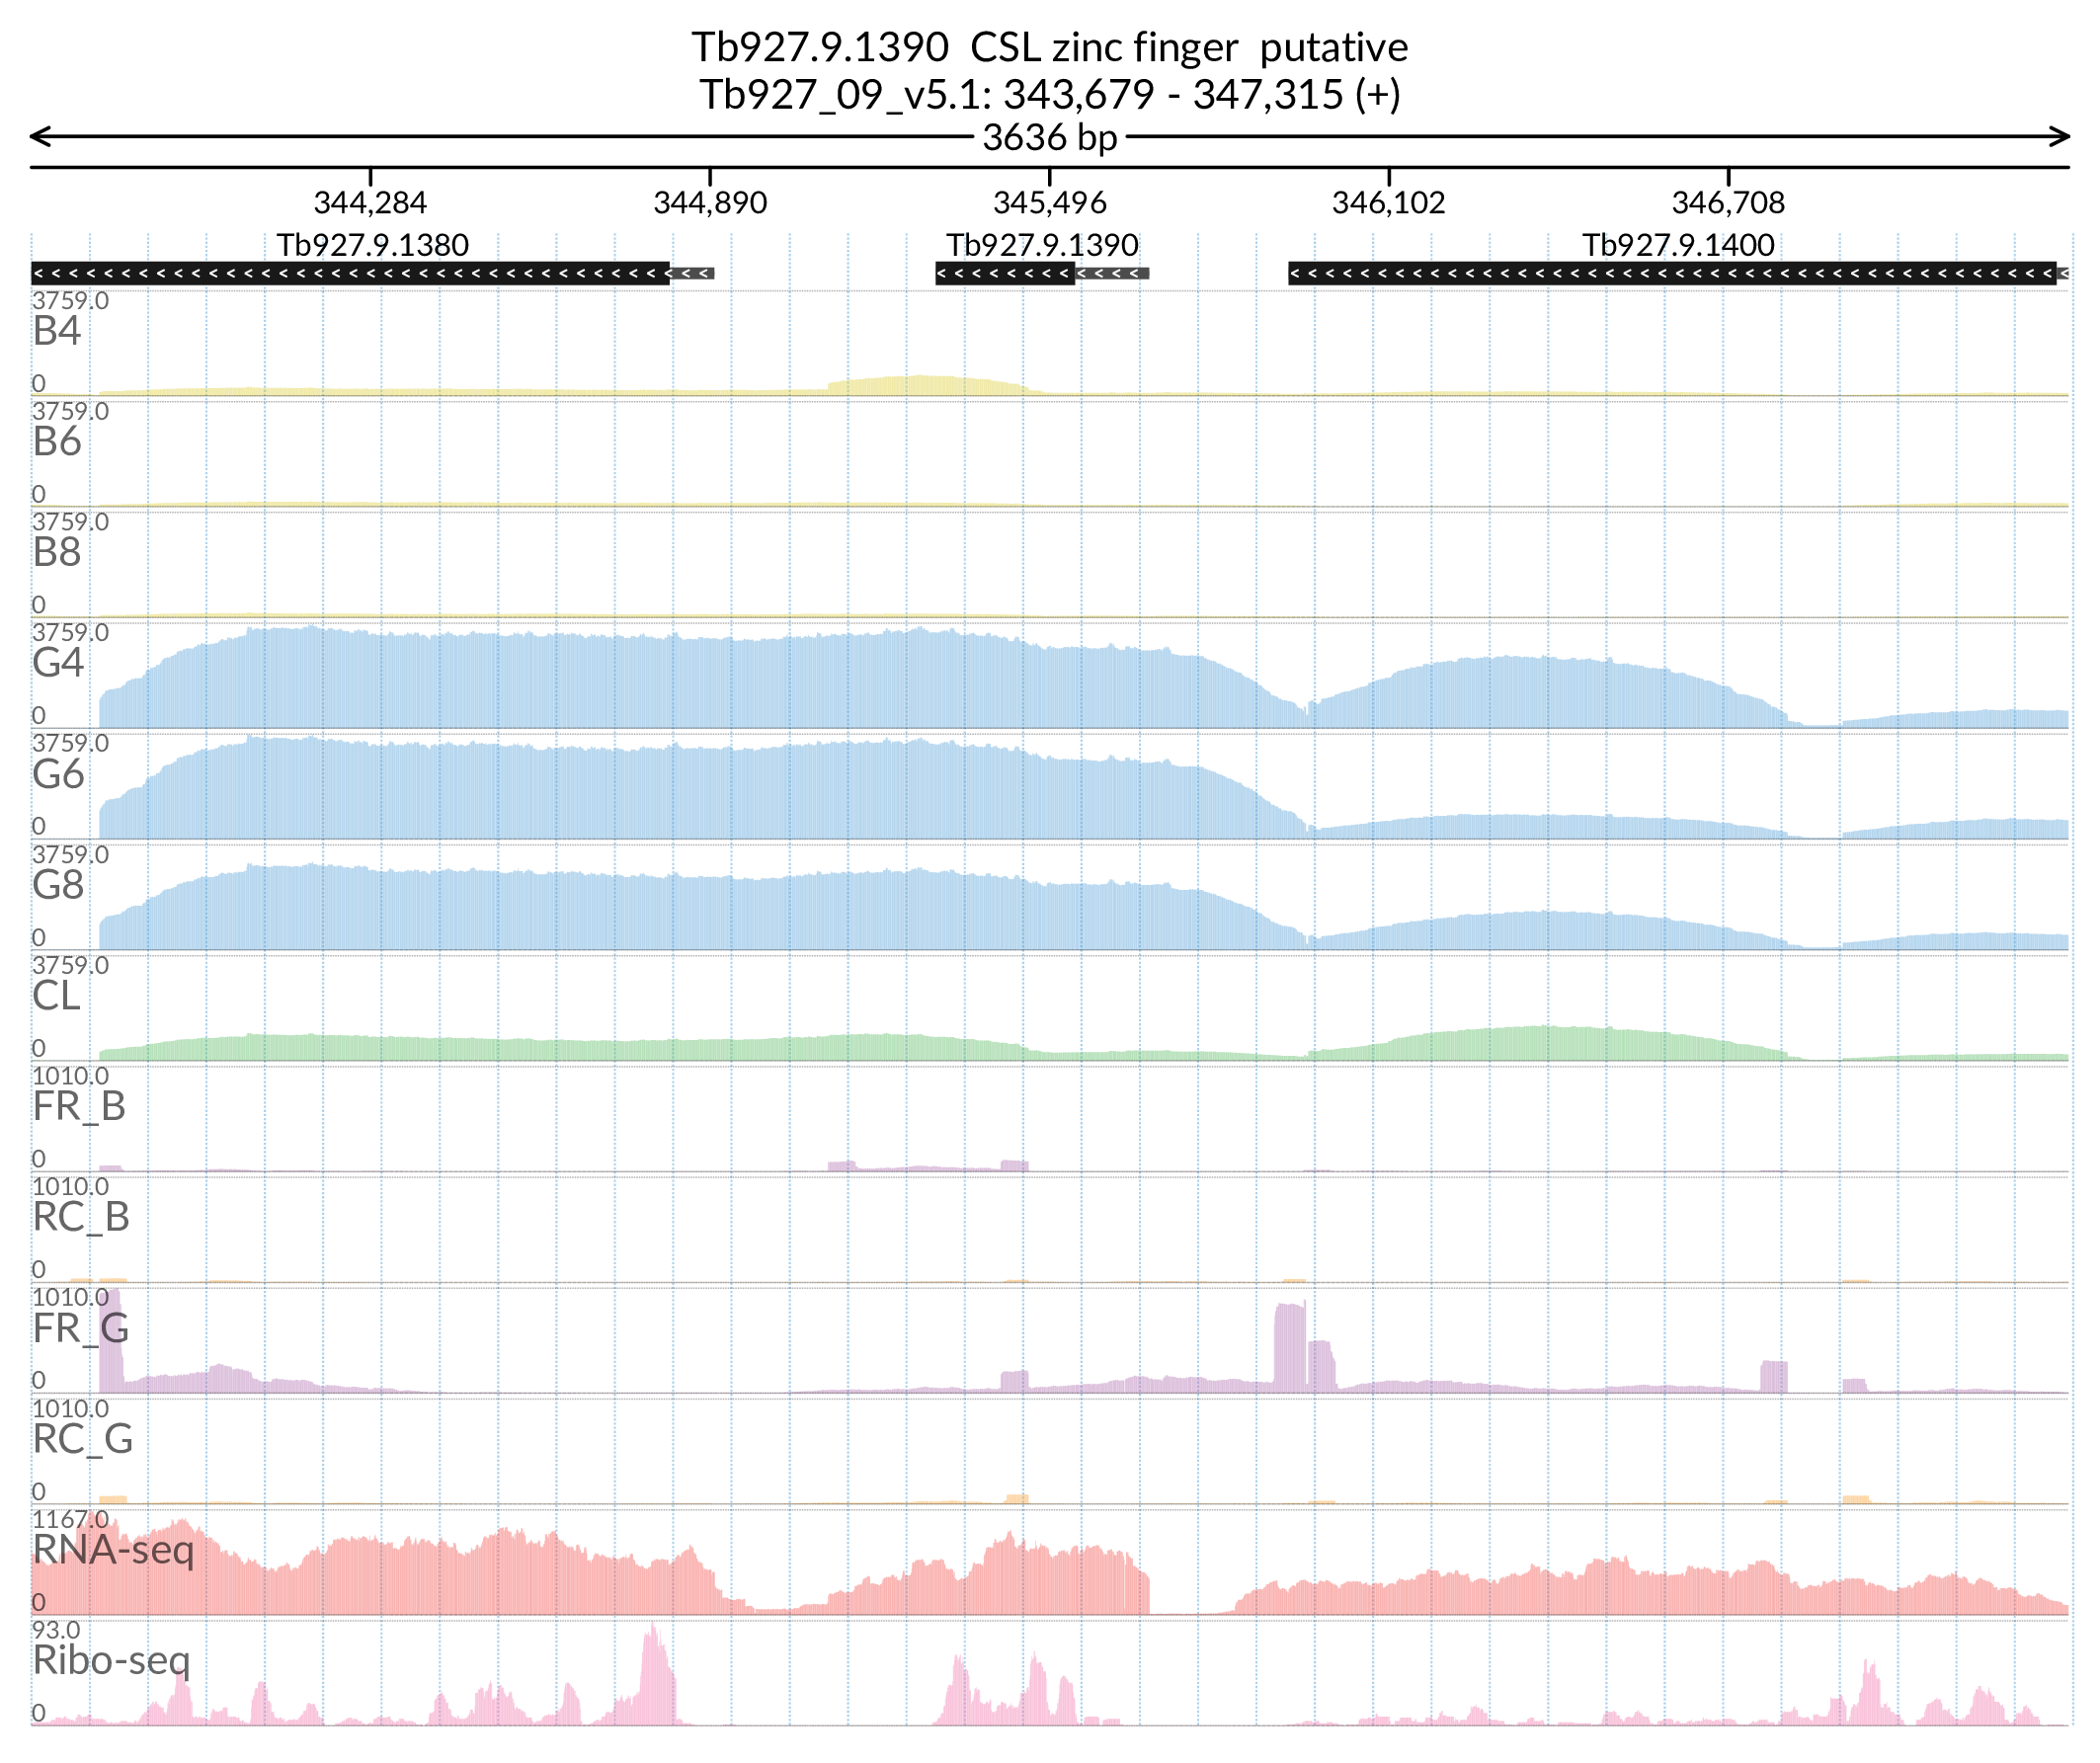 Tb927.9.1390  CSL zinc finger  putative
Tb927_09_v5.1: 343,679 - 347,315 (+)
3636 bp
344,284 344,890 345,496 346,102 346,708
Tb927.9.1380 Tb927.9.1390 Tb927.9.1400
3759.0
B4
0
3759.0
B6
0
3759.0
B8
0
3759.0
G4
0
3759.0
G6
0
3759.0
G8
0
3759.0
CL
0
1010.0
FR_B
0
1010.0
RC_B
0
1010.0
FR_G
0
1010.0
RC_G
0
1167.0
RNA-seq
0
93.0
Ribo-seq
0